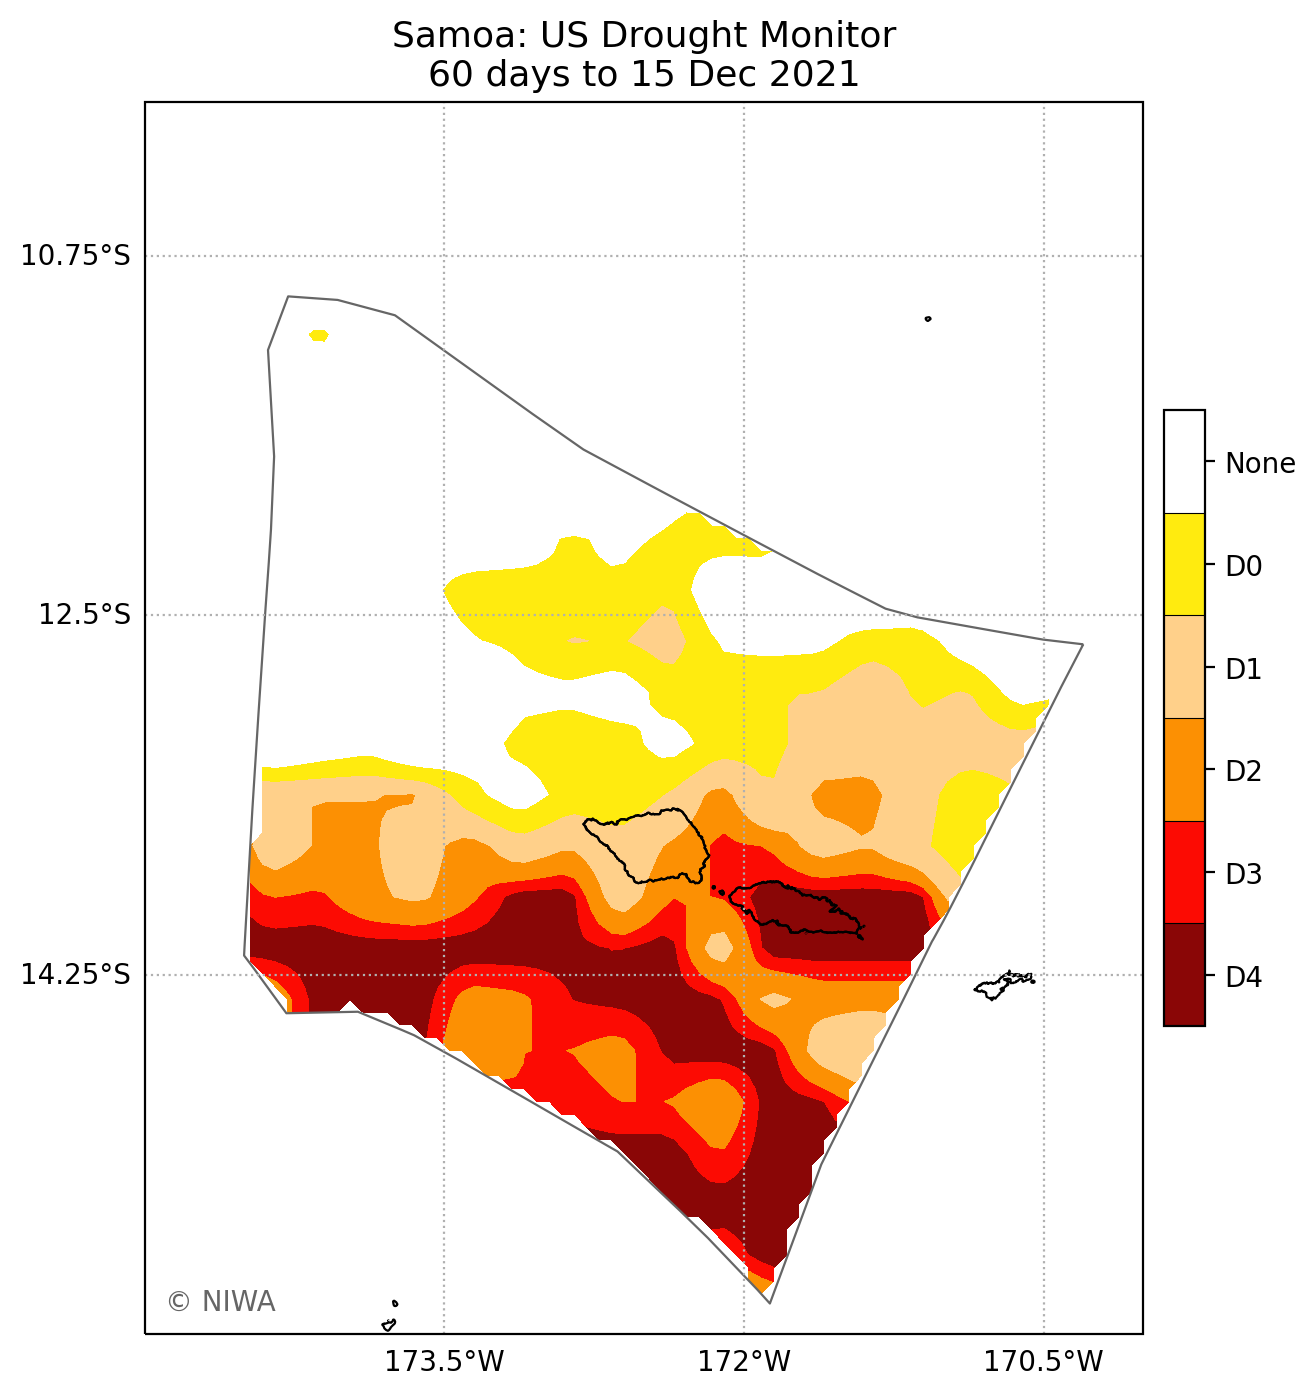 Samoa: US Drought Monitor
60 days to 15 Dec 2021
10.75°S
12.5°S
14.25°S
173.5°W
172°W
170.5°W
None
D0
D1
D2
D3
D4
© NIWA